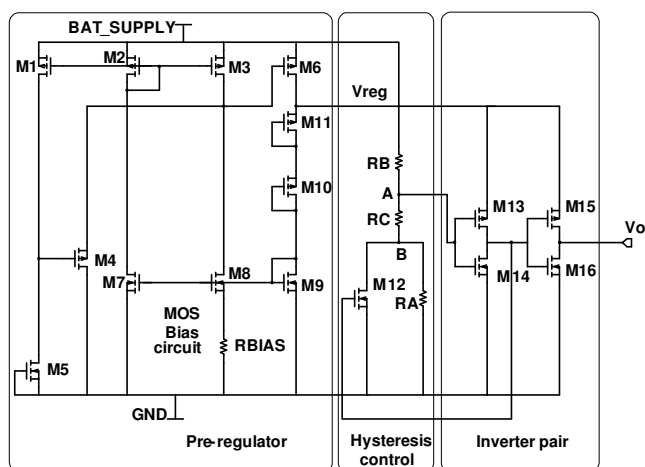 BAT_SUPPLY
M1
M2
M3
M6
Vreg
M11
RB
M10
A
M13
M15
RC
Vo
M4
B
M7
M8
M9
M12
M14
M16
RA
MOS
Bias
circuit
RBIAS
M5
GND
Pre-regulator
Hysteresis
control
Inverter pair